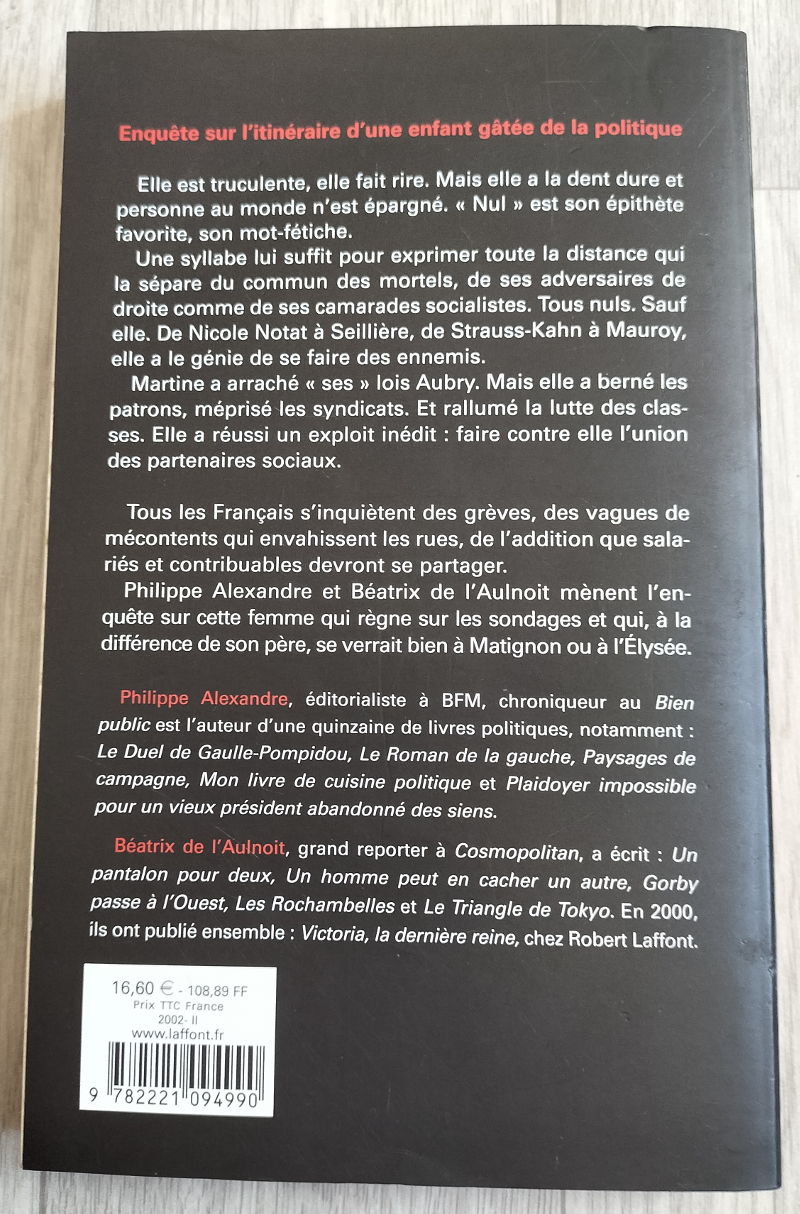 Enquête sur l'itinéraire d'une enfant gâtée de la politique
Elle est truculente, elle fait rire. Mais elle a la dent dure et
personne au monde n'est épargné. « Nul » est son épithète
favorite, son mot-fétiche.
Une syllabe lui suffit pour exprimer toute la distance qui
la sépare du commun des mortels, de ses adversaires de
droite comme de ses camarades socialistes. Tous nuls. Sauf
elle. De Nicole Notat à Seillière, de Strauss-Kahn à Mauroy,
elle a le génie de se faire des ennemis.
Martine a arraché « ses » lois Aubry. Mais elle a berné les
patrons, méprisé les syndicats. Et rallumé la lutte des clas-
ses. Elle a réussi un exploit inédit : faire contre elle l'union
des partenaires sociaux.
Tous les Français s'inquiètent des grèves, des vagues de
mécontents qui envahissent les rues, de l'addition que sala-
riés et contribuables devront se partager.
Philippe Alexandre et Béatrix de l'Aulnoit mènent l'en-
quête sur cette femme qui règne sur les sondages et qui, à la
différence de son père, se verrait bien à Matignon ou à l'Élysée.
Philippe Alexandre, éditorialiste à BFM, chroniqueur au Bien
public est l'auteur d'une quinzaine de livres politiques, notamment :
Le Duel de Gaulle-Pompidou, Le Roman de la gauche, Paysages de
campagne, Mon livre de cuisine politique et Plaidoyer impossible
pour un vieux président abandonné des siens.
Béatrix de l'Aulnoit, grand reporter à Cosmopolitan, a écrit : Un
pantalon pour deux, Un homme peut en cacher un autre, Gorby
passe à l'Ouest, Les Rochambelles et Le Triangle de Tokyo. En 2000,
ils ont publié ensemble : Victoria, la dernière reine, chez Robert Laffont.
16,60 € - 108,89 FF
Prix TTC France
2002- II
www.laffont.fr
9 782221 094990